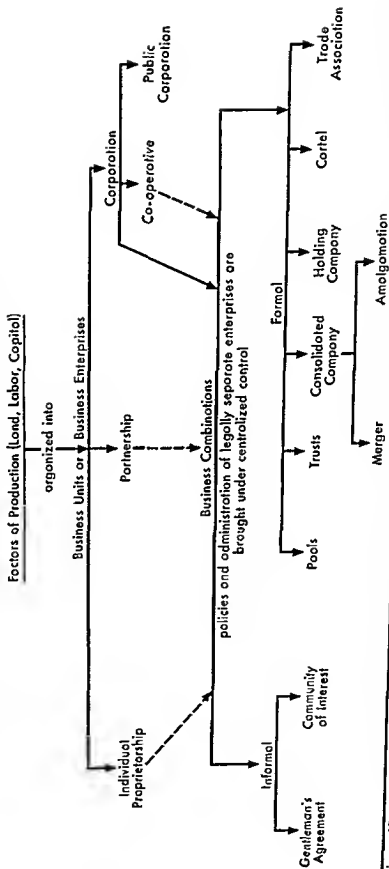 Factors of Production (Land, Labor, Capital)
organized into
Business Units or Business Enterprises
Individual
Proprietorship
Partnership
Corporation
Co-operative
Public
Corporation
Business Combinations
policies and administration of legally separate enterprises are
brought under centralized control
Informal
Gentleman's
Agreement
Community
of Interest
Formal
Pools
Trusts
Consolidated
Company
Holding
Company
Cartel
Trade
Association
Merger
Amalgamation